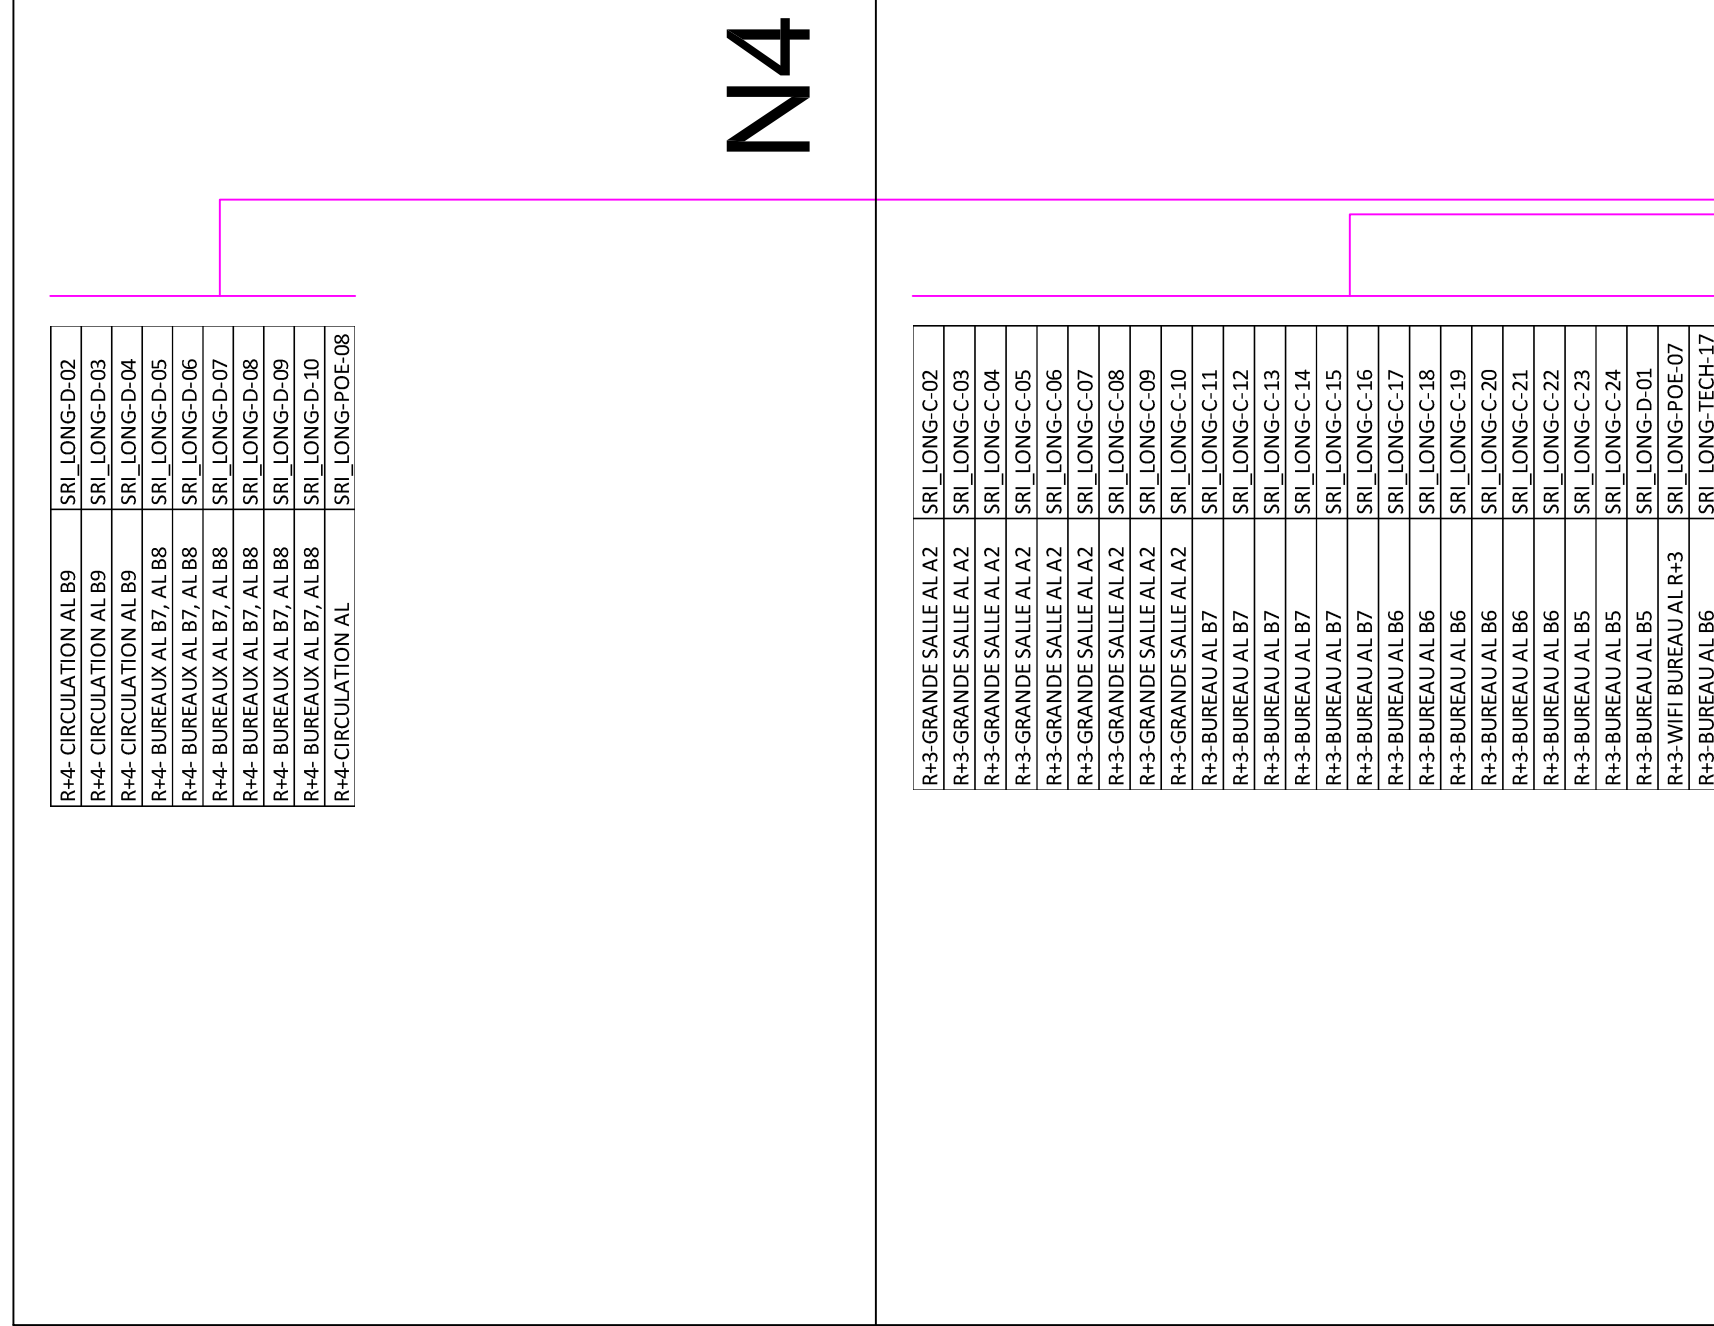 N4
R+4- CIRCULATION AL B9 SRI_LONG-D-02
R+4- CIRCULATION AL B9 SRI_LONG-D-03
R+4- CIRCULATION AL B9 SRI_LONG-D-04
R+4- BUREAUX AL B7, AL B8 SRI_LONG-D-05
R+4- BUREAUX AL B7, AL B8 SRI_LONG-D-06
R+4- BUREAUX AL B7, AL B8 SRI_LONG-D-07
R+4- BUREAUX AL B7, AL B8 SRI_LONG-D-08
R+4- BUREAUX AL B7, AL B8 SRI_LONG-D-09
R+4- BUREAUX AL B7, AL B8 SRI_LONG-D-10
R+4-CIRCULATION AL SRI_LONG-POE-08
R+3-GRANDE SALLE AL A2 SRI_LONG-C-02
R+3-GRANDE SALLE AL A2 SRI_LONG-C-03
R+3-GRANDE SALLE AL A2 SRI_LONG-C-04
R+3-GRANDE SALLE AL A2 SRI_LONG-C-05
R+3-GRANDE SALLE AL A2 SRI_LONG-C-06
R+3-GRANDE SALLE AL A2 SRI_LONG-C-07
R+3-GRANDE SALLE AL A2 SRI_LONG-C-08
R+3-GRANDE SALLE AL A2 SRI_LONG-C-09
R+3-GRANDE SALLE AL A2 SRI_LONG-C-10
R+3-BUREAU AL B7 SRI_LONG-C-11
R+3-BUREAU AL B7 SRI_LONG-C-12
R+3-BUREAU AL B7 SRI_LONG-C-13
R+3-BUREAU AL B7 SRI_LONG-C-14
R+3-BUREAU AL B7 SRI_LONG-C-15
R+3-BUREAU AL B7 SRI_LONG-C-16
R+3-BUREAU AL B6 SRI_LONG-C-17
R+3-BUREAU AL B6 SRI_LONG-C-18
R+3-BUREAU AL B6 SRI_LONG-C-19
R+3-BUREAU AL B6 SRI_LONG-C-20
R+3-BUREAU AL B6 SRI_LONG-C-21
R+3-BUREAU AL B6 SRI_LONG-C-22
R+3-BUREAU AL B5 SRI_LONG-C-23
R+3-BUREAU AL B5 SRI_LONG-C-24
R+3-BUREAU AL B5 SRI_LONG-D-01
R+3-WIFI BUREAU AL R+3 SRI_LONG-POE-07
R+3-BUREAU AL B6 SRI_LONG-TECH-17